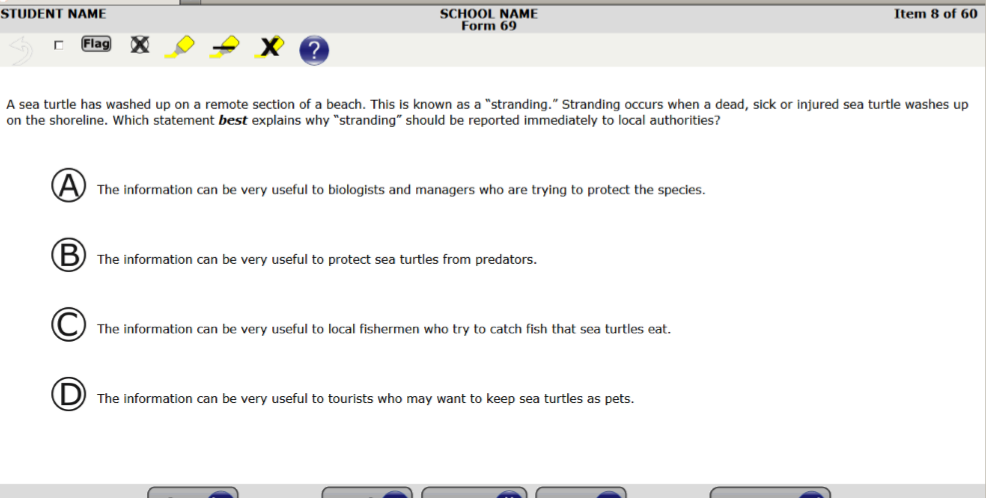 STUDENT NAME
SCHOOL NAME
Form 69
Item 8 of 60
Flag
X
?
A sea turtle has washed up on a remote section of a beach. This is known as a “stranding.” Stranding occurs when a dead, sick or injured sea turtle washes up
on the shoreline. Which statement best explains why “stranding” should be reported immediately to local authorities?
A The information can be very useful to biologists and managers who are trying to protect the species.
B The information can be very useful to protect sea turtles from predators.
C The information can be very useful to local fishermen who try to catch fish that sea turtles eat.
D The information can be very useful to tourists who may want to keep sea turtles as pets.